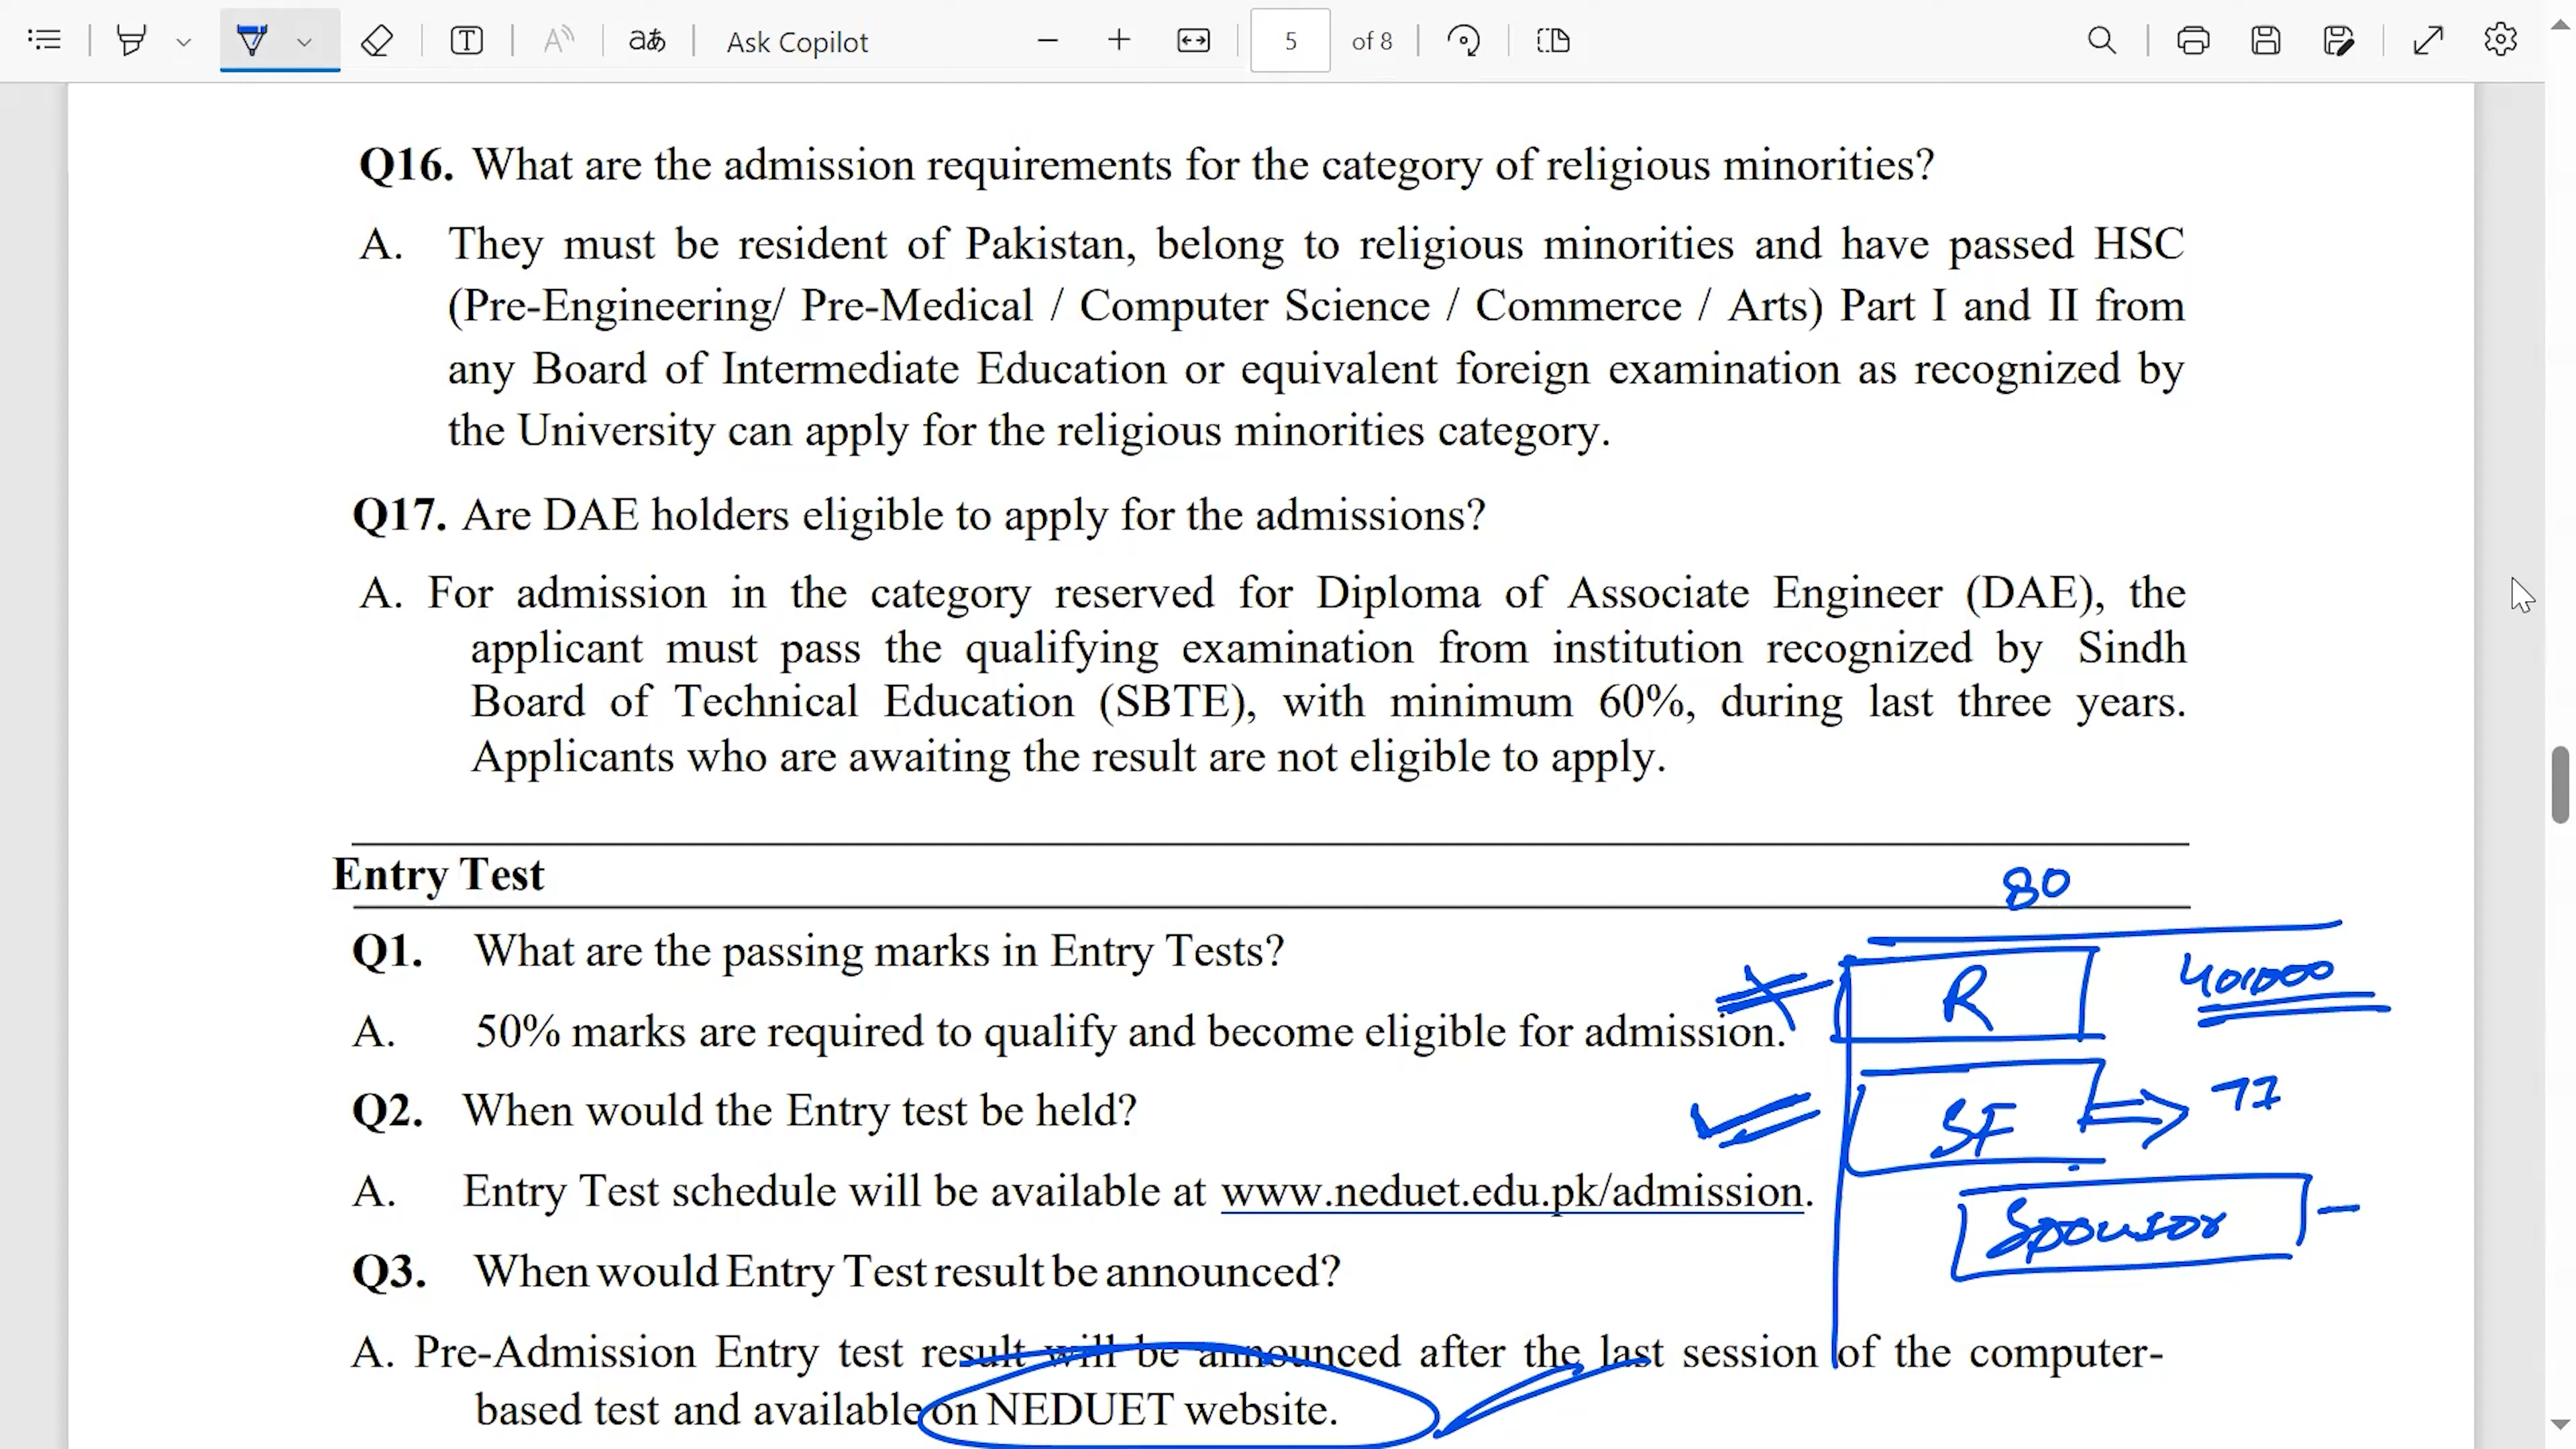 Ask Copilot
5 of 8
Q16. What are the admission requirements for the category of religious minorities?
A. They must be resident of Pakistan, belong to religious minorities and have passed HSC
(Pre-Engineering/ Pre-Medical / Computer Science / Commerce / Arts) Part I and II from
any Board of Intermediate Education or equivalent foreign examination as recognized by
the University can apply for the religious minorities category.
Q17. Are DAE holders eligible to apply for the admissions?
A. For admission in the category reserved for Diploma of Associate Engineer (DAE), the
applicant must pass the qualifying examination from institution recognized by Sindh
Board of Technical Education (SBTE), with minimum 60%, during last three years.
Applicants who are awaiting the result are not eligible to apply.
Entry Test
80
Q1. What are the passing marks in Entry Tests?
R
A. 50% marks are required to qualify and become eligible for admission.
Q2. When would the Entry test be held?
SF
77
A. Entry Test schedule will be available at www.neduet.edu.pk/admission.
Sponsor
Q3. When would Entry Test result be announced?
A. Pre-Admission Entry test result will be announced after the last session of the computer-
based test and available on NEDUET website.